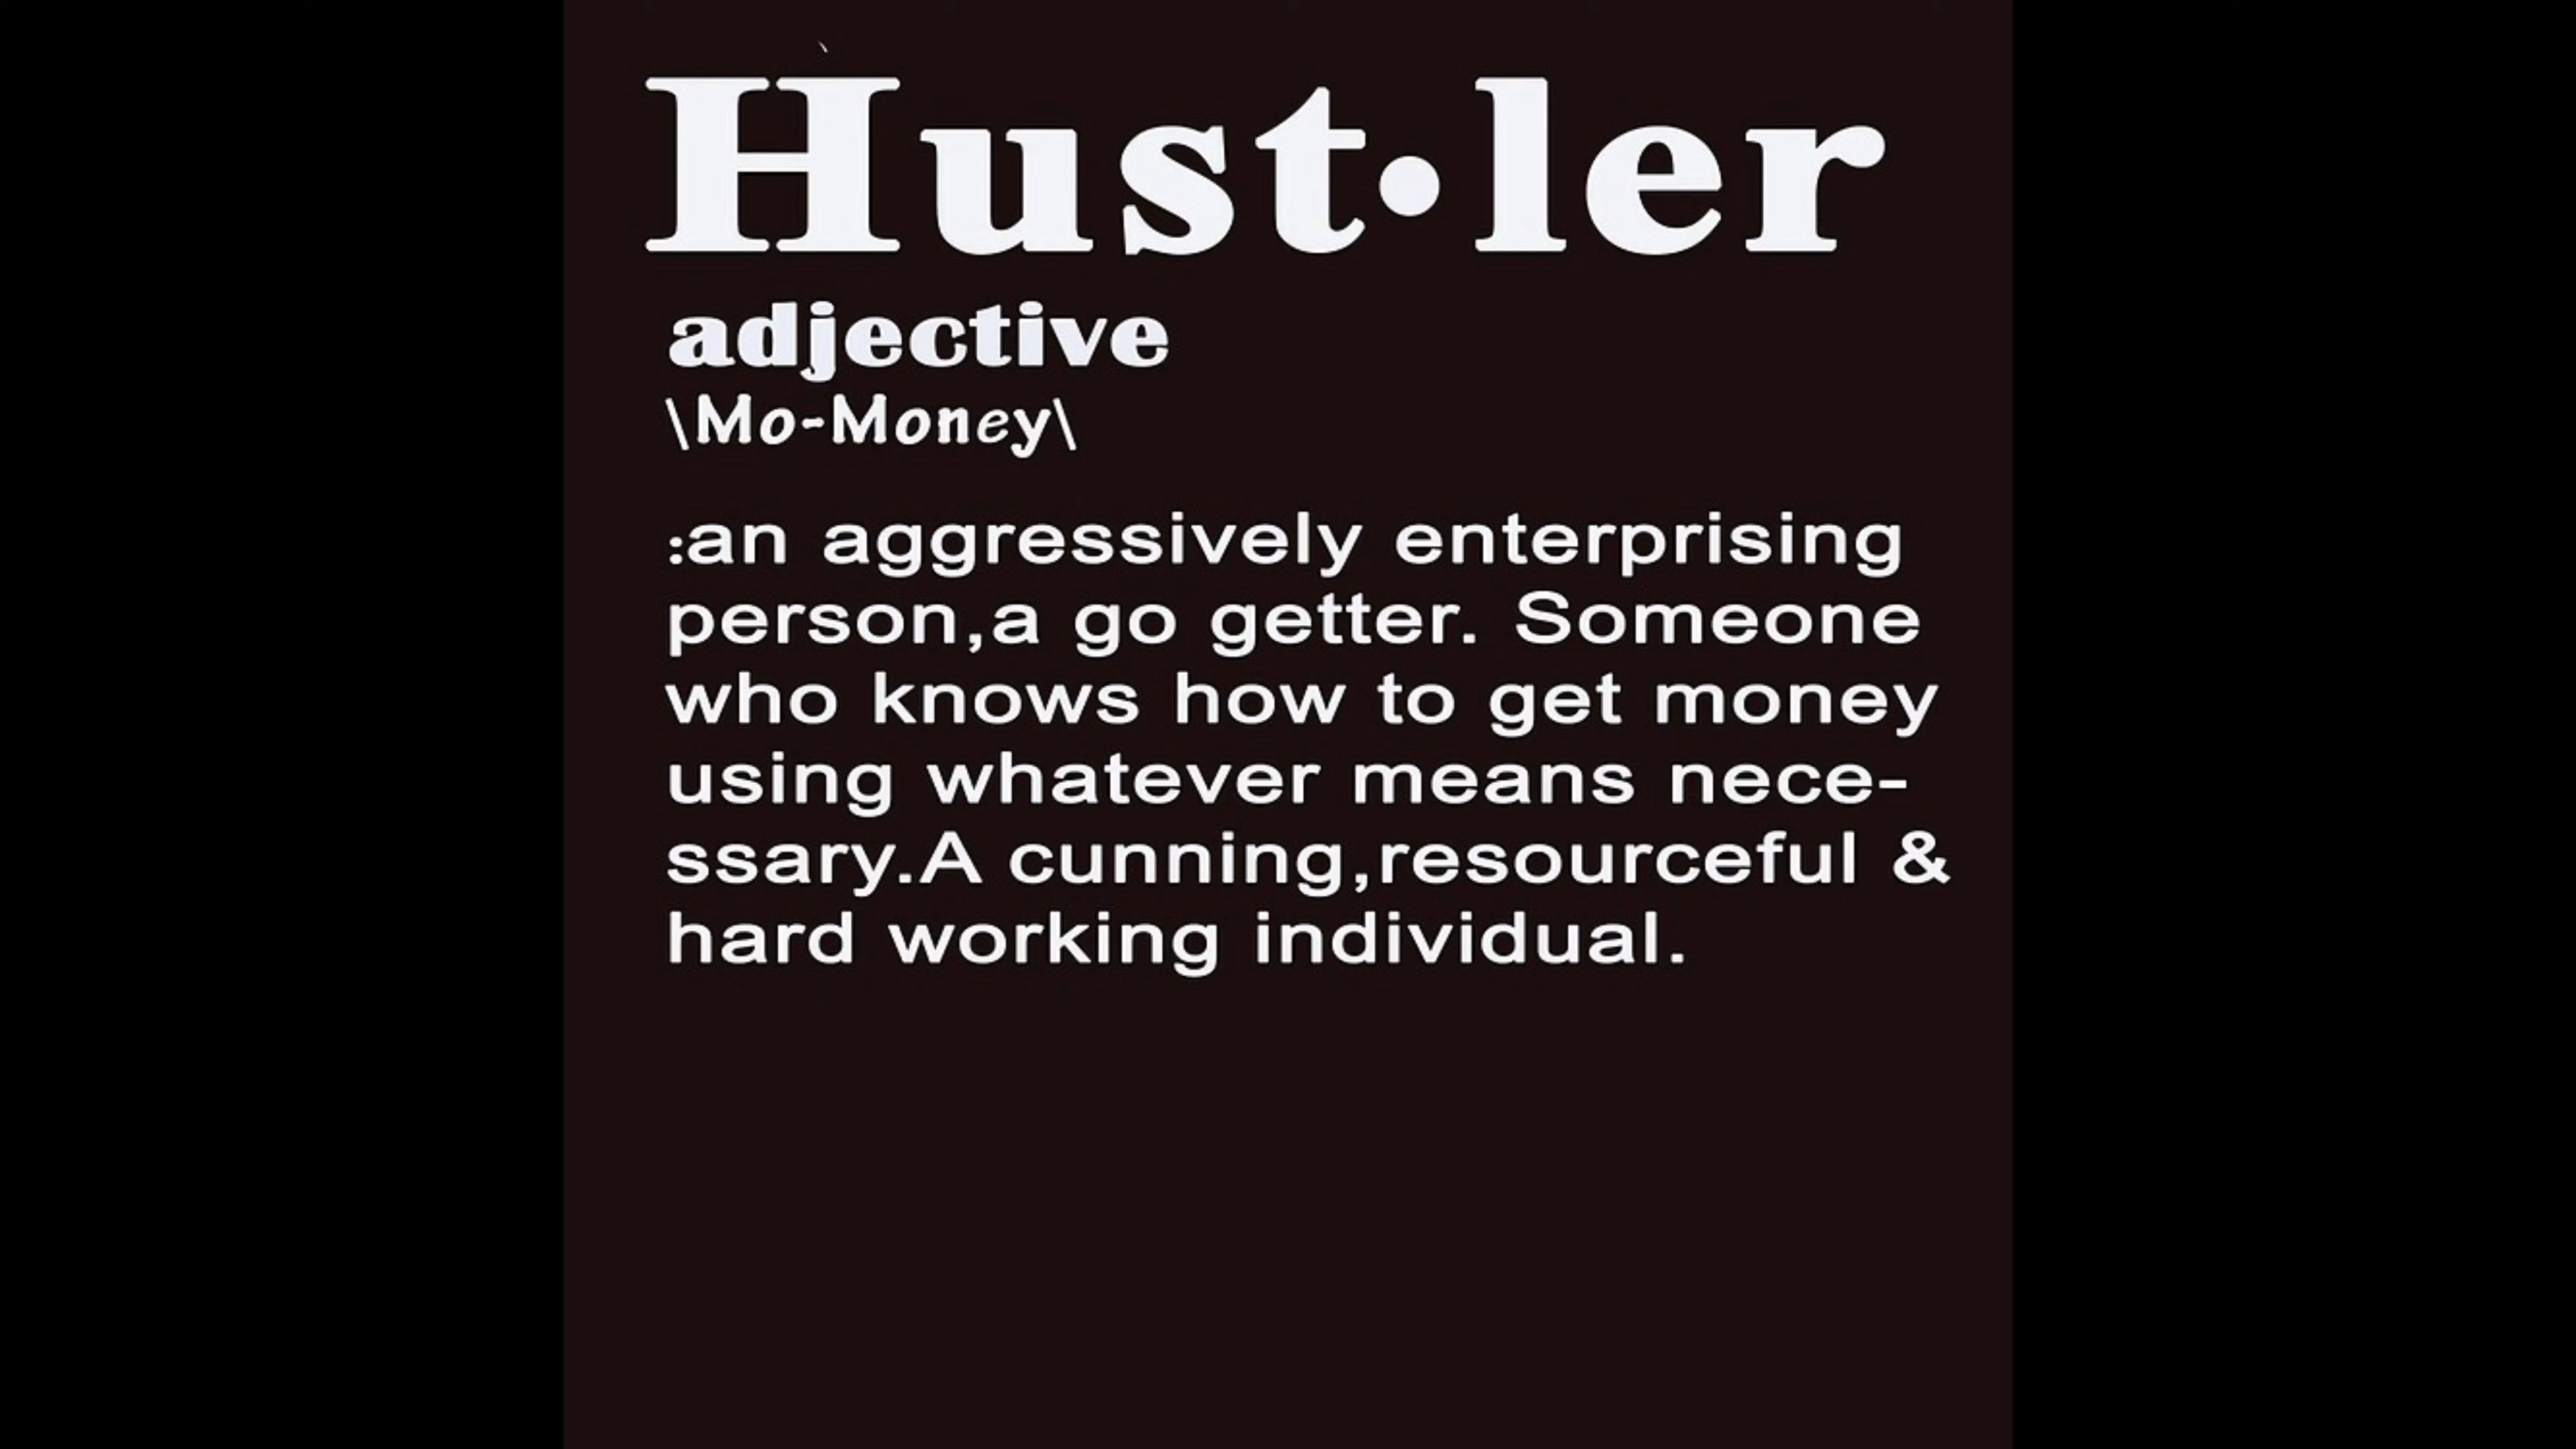 Hust•ler
adjective
\Mo-Money\
:an aggressively enterprising
person,a go getter. Someone
who knows how to get money
using whatever means nece-
ssary.A cunning,resourceful &
hard working individual.